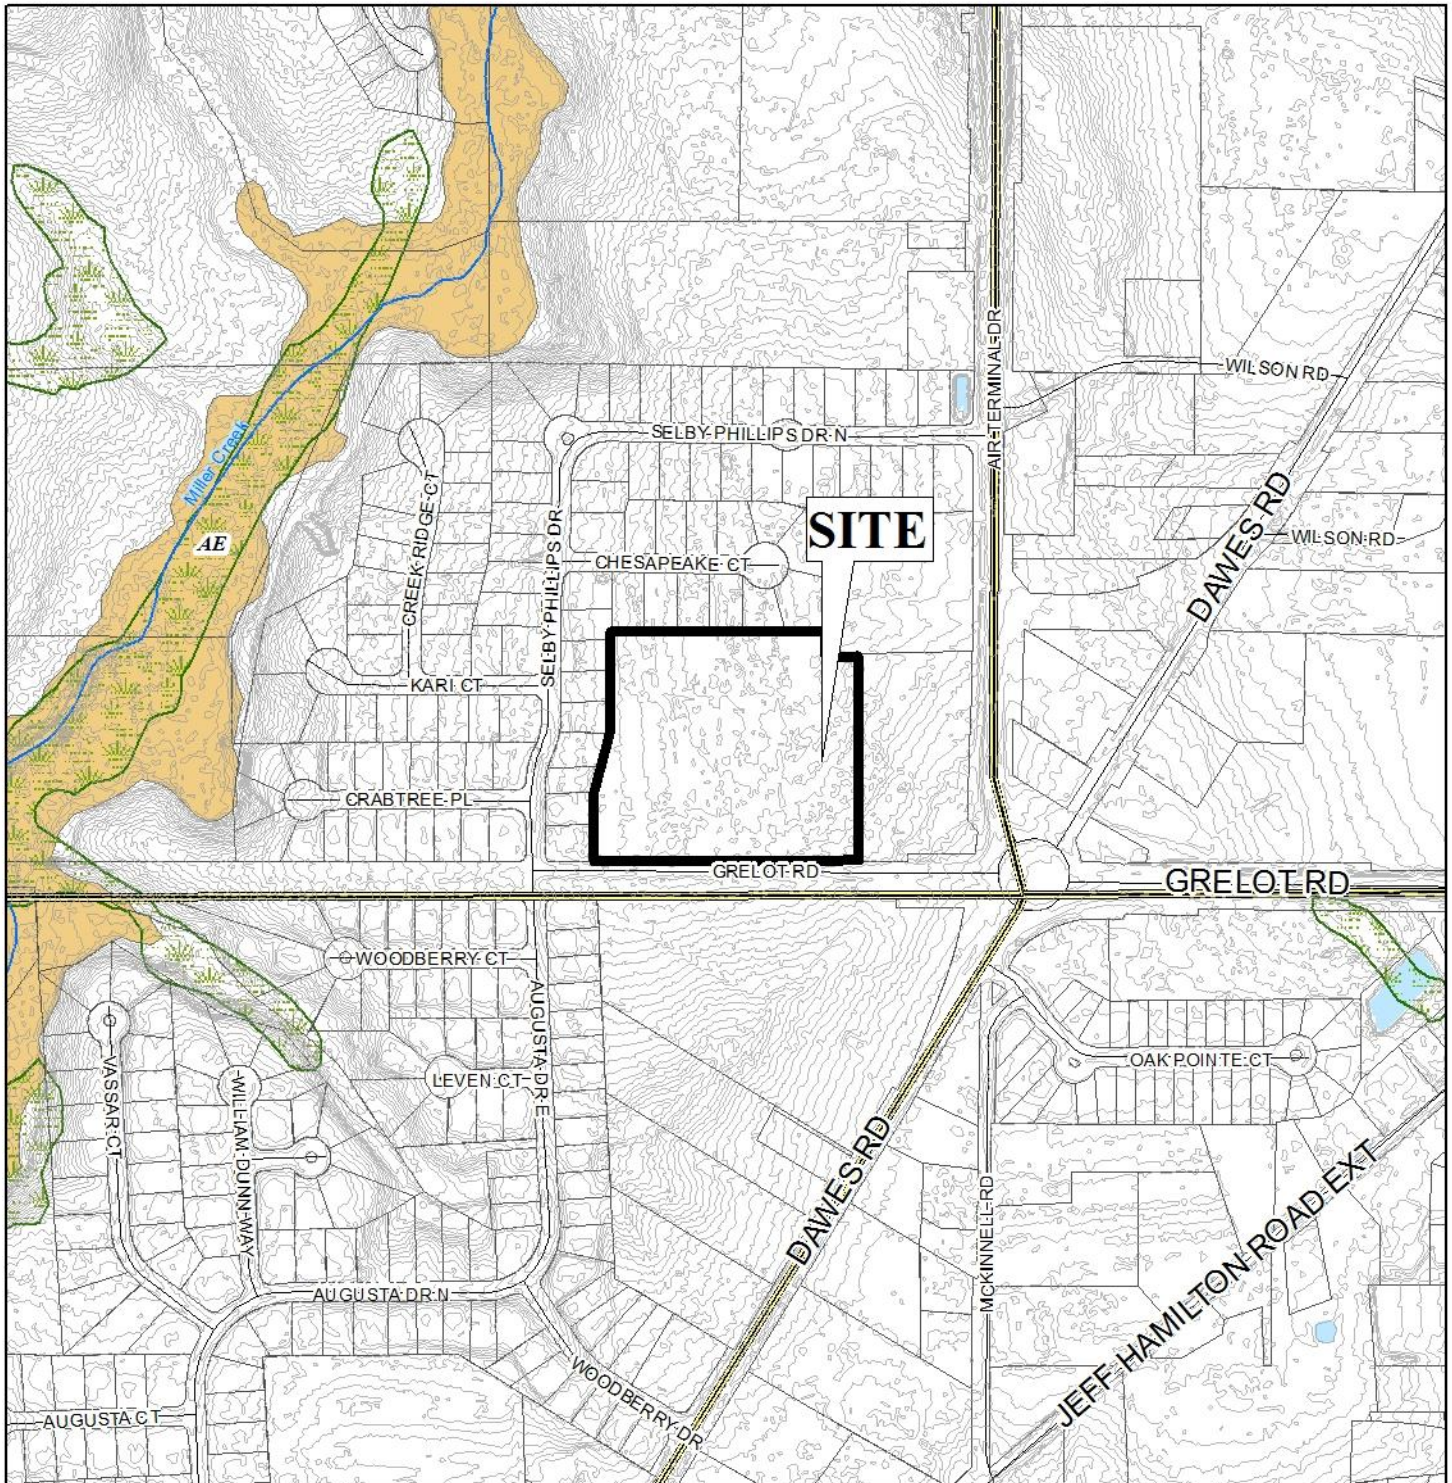 WILSON RD
AIR TERMINAL DR
SELBY PHILLIPS DR N
Miller Creek
DAWES RD
CREEK RIDGE CT
SELBY PHILLIPS DR
SITE
AE
WILSON RD
CHESAPEAKE CT
KARI CT
CRABTREE PL
GRELOT RD
GRELOT RD
WOODBERRY CT
AUGUSTA DR E
VASSAR CT
WILLIAM DUNN WAY
LEVEN CT
OAK POINTE CT
DAWES RD
MCKINNELL RD
JEFF HAMILTON ROAD EXT
AUGUSTA DR N
WOODBERRY DR
AUGUSTA CT